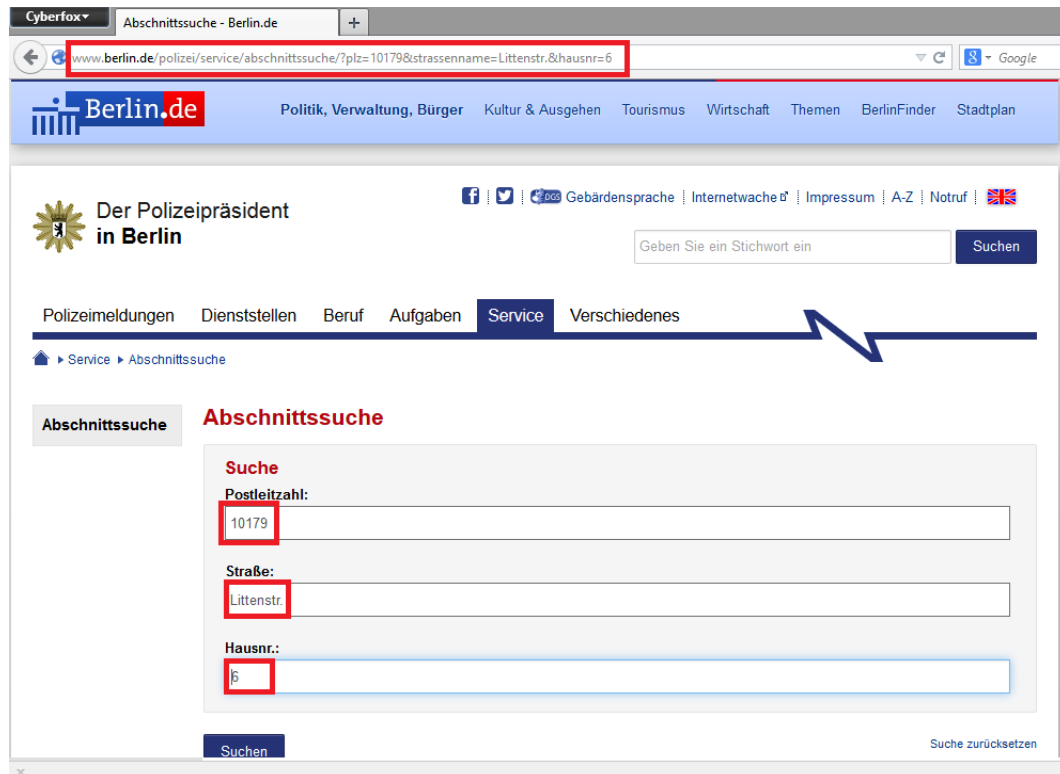 Cyberfox
Abschnittssuche - Berlin.de
+
www.berlin.de/polizei/service/abschnittssuche/?plz=10179&strassenname=Littenstr.&hausnr=6
8 Google
Berlin.de
Politik, Verwaltung, Bürger Kultur & Ausgehen Tourismus Wirtschaft Themen BerlinFinder Stadtplan
f | DGS Gebärdensprache | Internetwache | Impressum | A-Z | Notruf |
Der Polizeipräsident
in Berlin
Geben Sie ein Stichwort ein Suchen
Polizeimeldungen Dienststellen Beruf Aufgaben Service Verschiedenes
Service Abschnittssuche
Abschnittssuche
Abschnittssuche
Suche
Postleitzahl:
10179
Straße:
Littenstr.
Hausnr.:
6
Suchen
Suche zurücksetzen
x